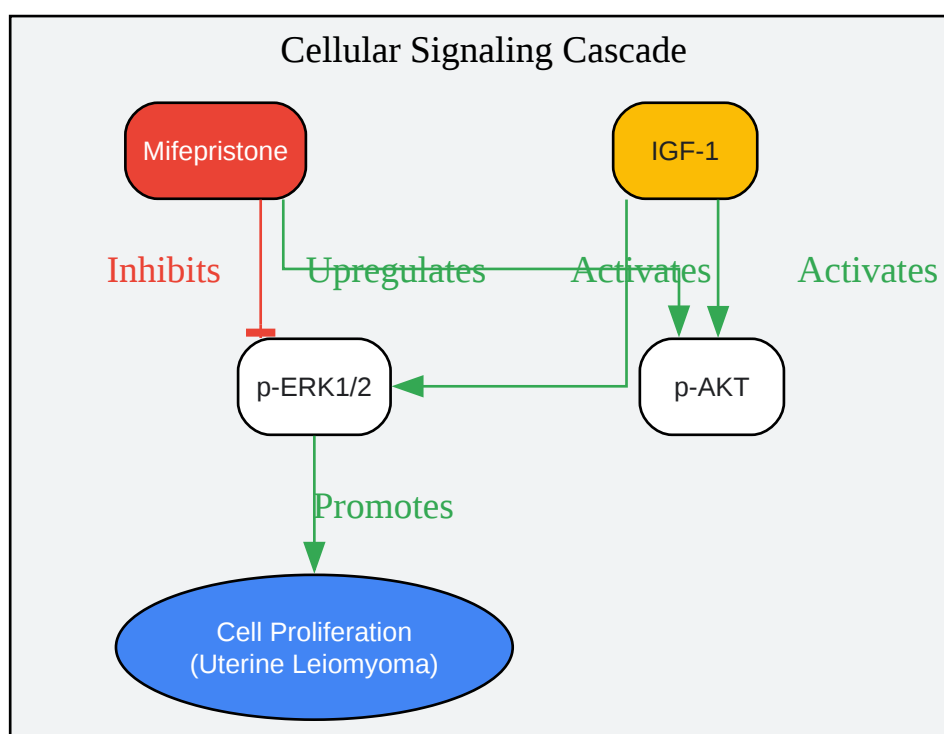 Cellular Signaling Cascade
Mifepristone
IGF-1
Inhibits
Upregulates
Activates
Activates
p-ERK1/2
p-AKT
Promotes
Cell Proliferation
(Uterine Leiomyoma)